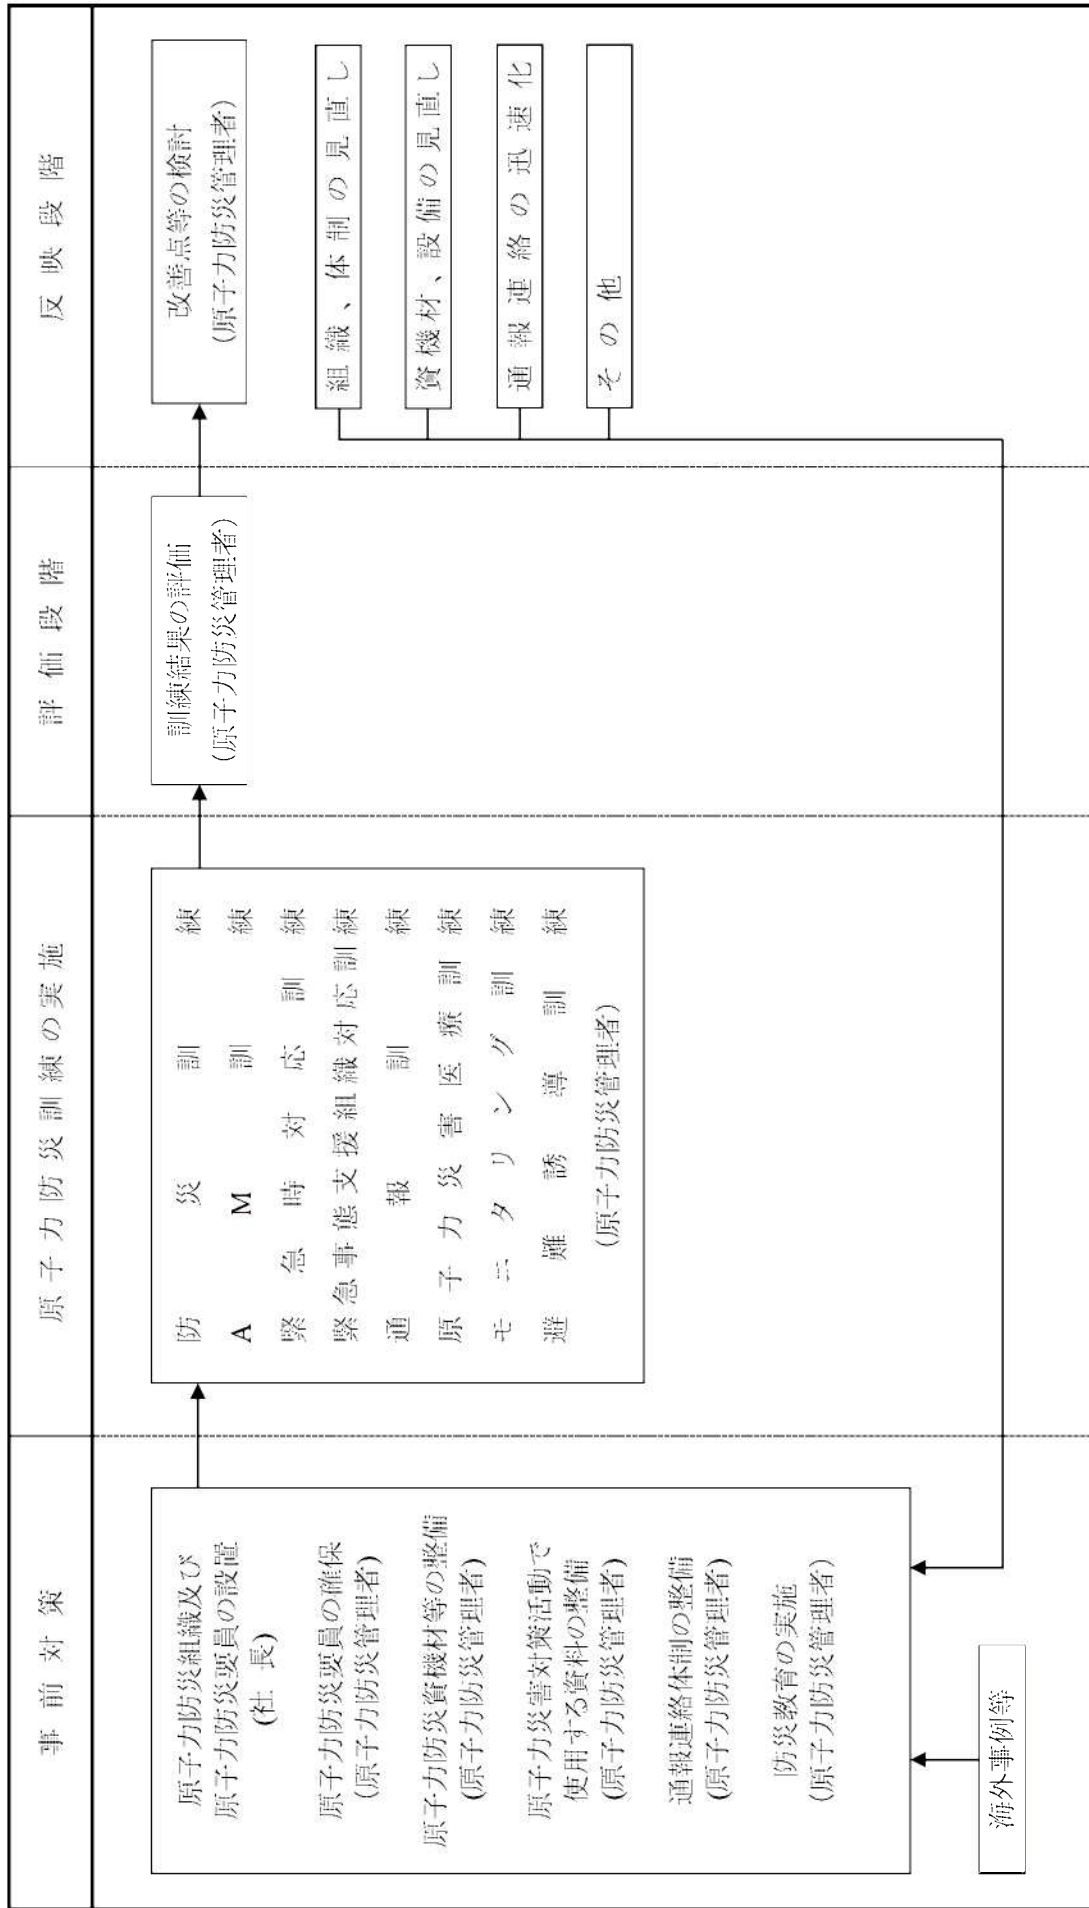 事前対策
原子力防災訓練の実施
評価段階
反映段階
原子力防災組織及び
原子力防災要員の設置
(社 長)
原子力防災要員の確保
(原子力防災管理者)
原子力防災資機材等の整備
(原子力防災管理者)
原子力災害対策活動で
使用する資料の整備
(原子力防災管理者)
通報連絡体制の整備
(原子力防災管理者)
防災教育の実施
(原子力防災管理者)
海外事例等
防災訓練
AM訓練
緊急時対応訓練
緊急事態支援組織対応訓練
通報訓練
原子力災害医療訓練
モニタリング訓練
避難誘導訓練
(原子力防災管理者)
訓練結果の評価
(原子力防災管理者)
改善点等の検討
(原子力防災管理者)
組織、体制の見直し
資機材、設備の見直し
通報連絡の迅速化
その他